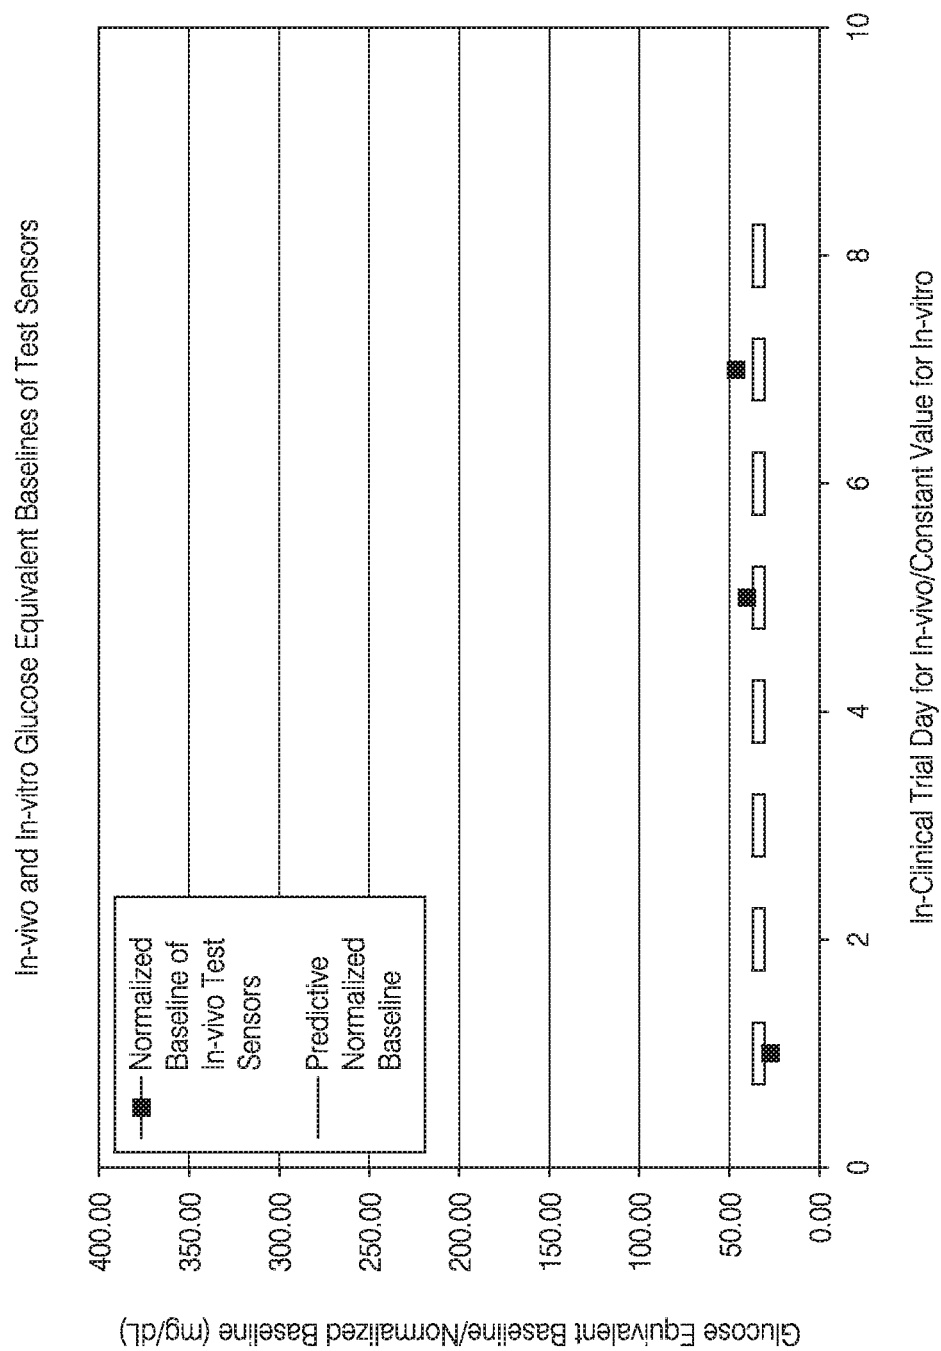 In-vivo and In-vitro Glucose Equivalent Baselines of Test Sensors
Glucose Equivalent Baseline/Normalized Baseline (mg/dL)
400.00
350.00
300.00
250.00
200.00
150.00
100.00
50.00
0.00
Normalized
Baseline of
In-vivo Test
Sensors
Predictive
Normalized
Baseline
0
2
4
6
8
10
In-Clinical Trial Day for In-vivo/Constant Value for In-vitro